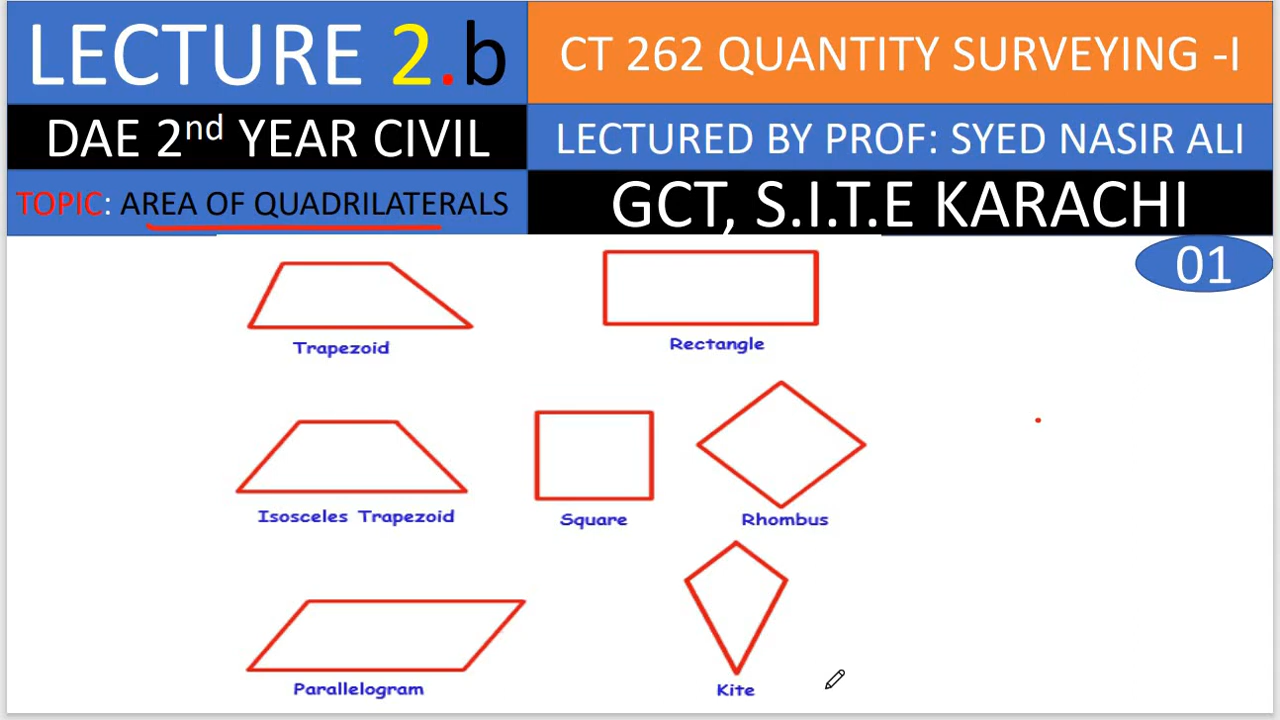 LECTURE 2.b
CT 262 QUANTITY SURVEYING -I
DAE 2nd YEAR CIVIL
LECTURED BY PROF: SYED NASIR ALI
TOPIC: AREA OF QUADRILATERALS
GCT, S.I.T.E KARACHI
01
Trapezoid
Rectangle
Isosceles Trapezoid
Square
Rhombus
Parallelogram
Kite